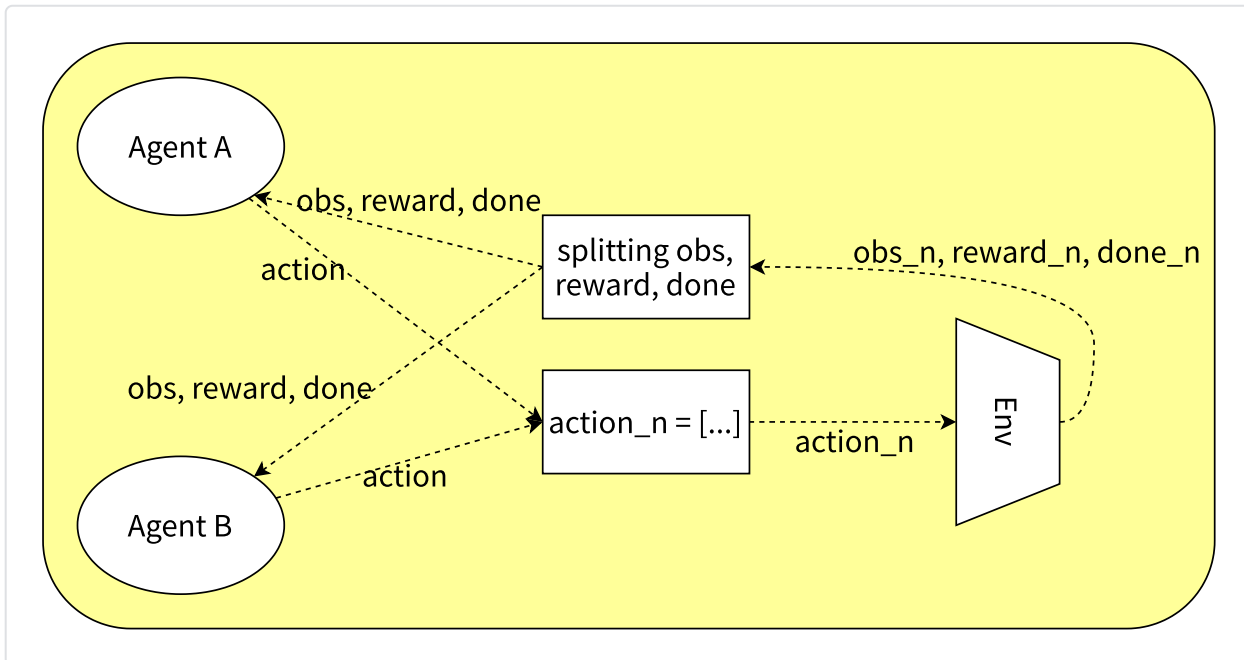 Agent A
obs, reward, done
action
splitting obs,
reward, done
obs_n, reward_n, done_n
obs, reward, done
action_n = [...]
action_n
Env
action
Agent B